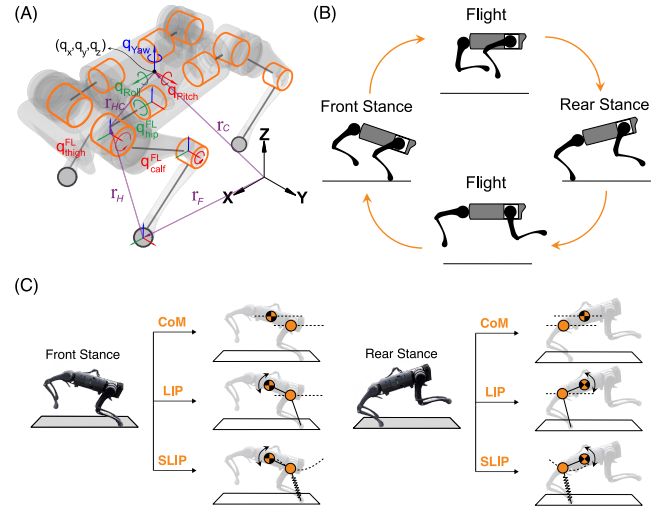 (A)
(qx,qy,qz)
qYaw
qRoll
qPitch
rHC
qFL hip
qFL thigh
qFL calf
rC
rH
rF
Z
X
Y
(B)
Flight
Front Stance
Rear Stance
Flight
(C)
Front Stance
CoM
LIP
SLIP
Rear Stance
CoM
LIP
SLIP